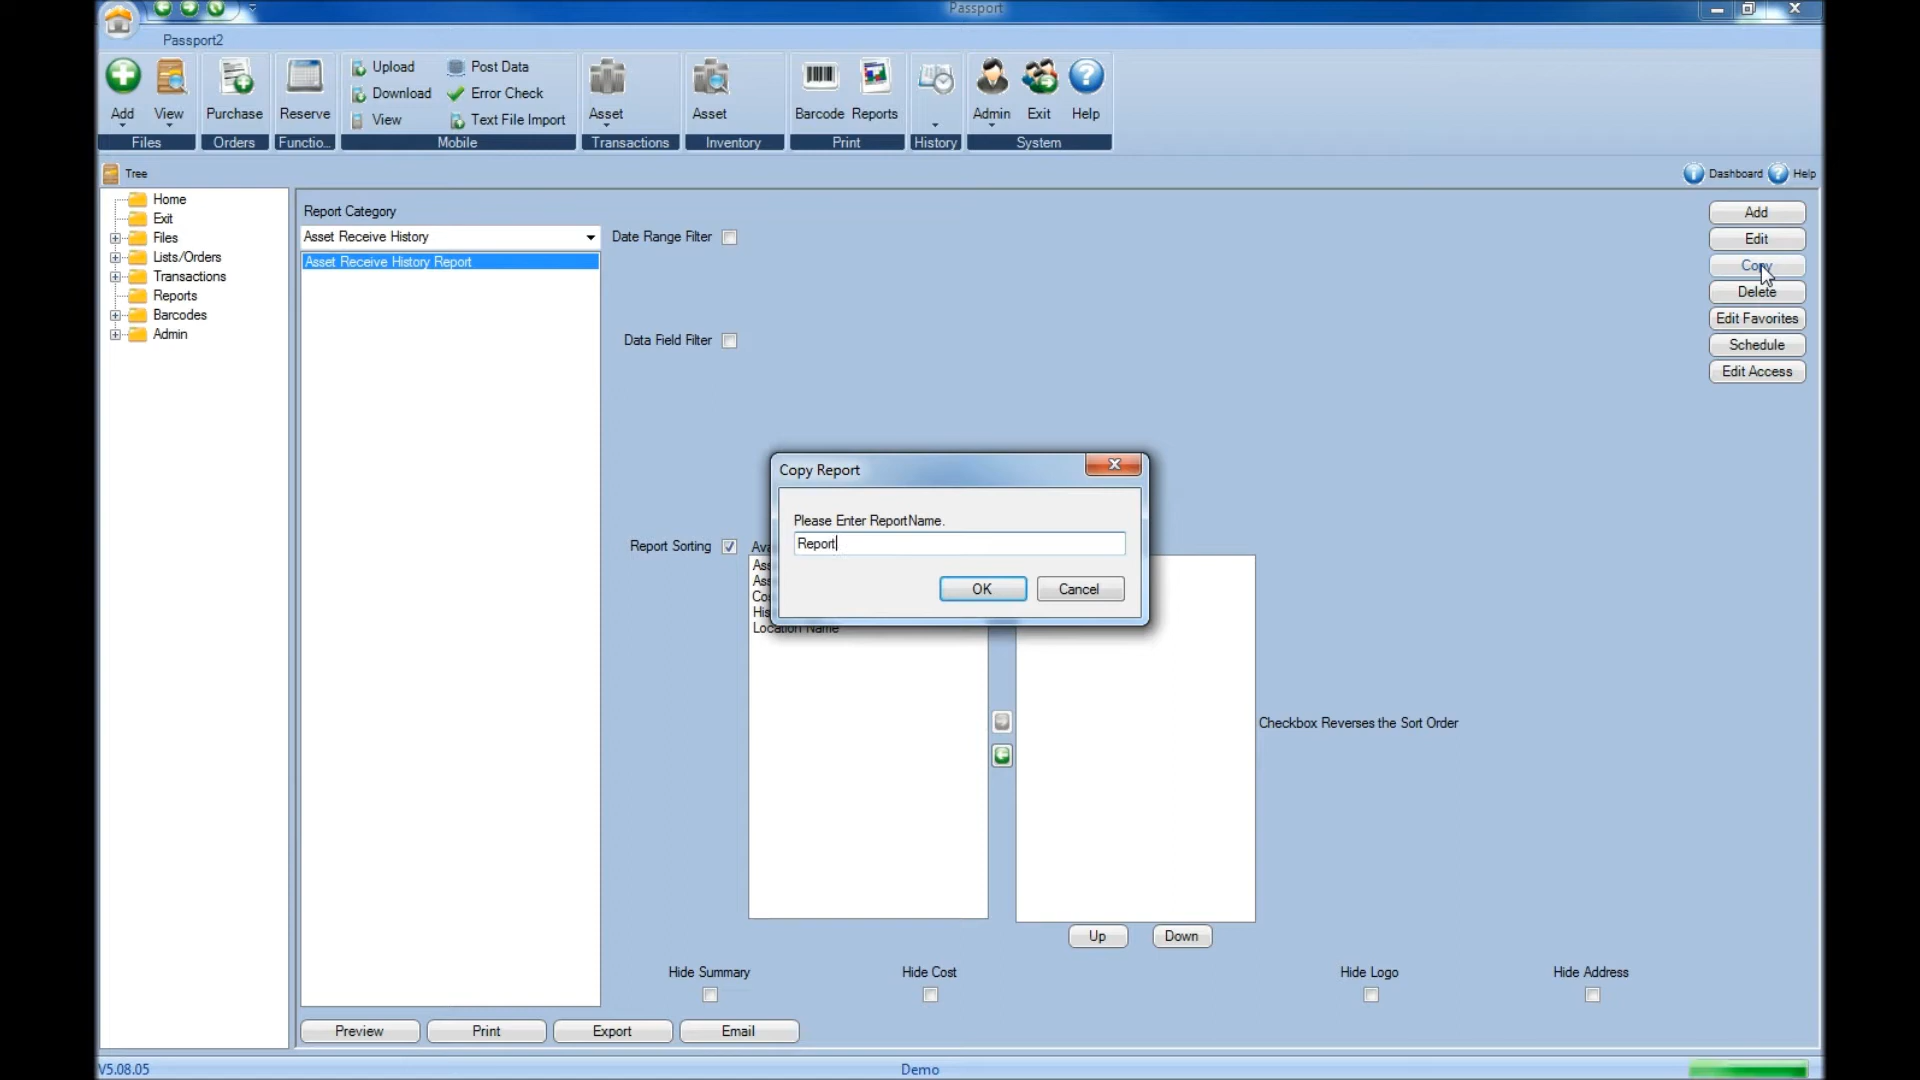 Passport
Passport2
Upload
Post Data
Download
Error Check
Add
View
Purchase
Reserve
View
Text File Import
Asset
Asset
Barcode
Reports
Admin
Exit
Help
Files
Orders
Functio...
Mobile
Transactions
Inventory
Print
History
System
Tree
Dashboard
Help
Home
Exit
Files
Lists/Orders
Transactions
Reports
Barcodes
Admin
Report Category
Asset Receive History
Asset Receive History Report
Date Range Filter
Data Field Filter
Report Sorting
Location Name
Copy Report
Please Enter ReportName.
Report
OK
Cancel
Checkbox Reverses the Sort Order
Up
Down
Hide Summary
Hide Cost
Hide Logo
Hide Address
Preview
Print
Export
Email
Add
Edit
Copy
Delete
Edit Favorites
Schedule
Edit Access
V5.08.05
Demo